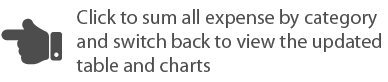 Click to sum all expense by category
and switch back to view the updated
table and charts